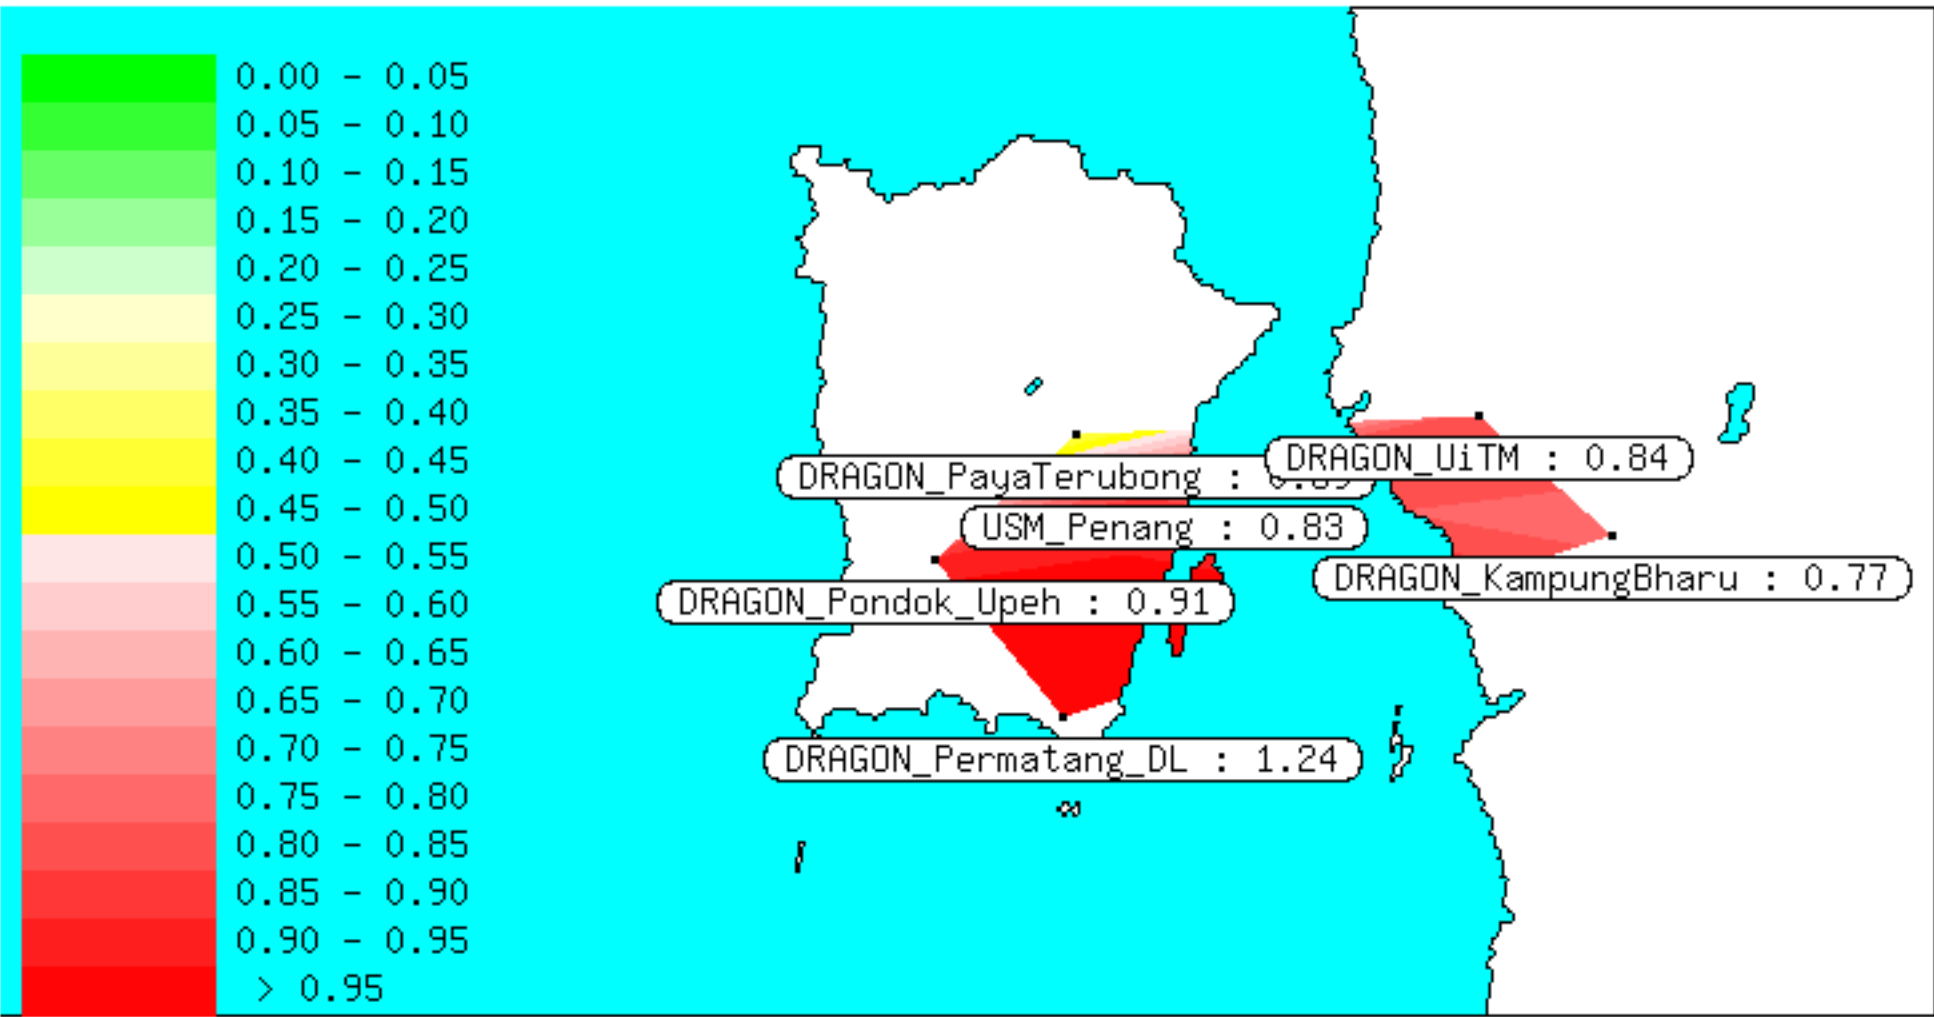 0.00 - 0.05
0.05 - 0.10
0.10 - 0.15
0.15 - 0.20
0.20 - 0.25
0.25 - 0.30
0.30 - 0.35
0.35 - 0.40
0.40 - 0.45
0.45 - 0.50
0.50 - 0.55
0.55 - 0.60
0.60 - 0.65
0.65 - 0.70
0.70 - 0.75
0.75 - 0.80
0.80 - 0.85
0.85 - 0.90
0.90 - 0.95
> 0.95
DRAGON_UiTM : 0.84
DRAGON_PayaTerubong :
USM_Penang : 0.83
DRAGON_KampungBharu : 0.77
DRAGON_Pondok_Upeh : 0.91
DRAGON_Permatang_DL : 1.24